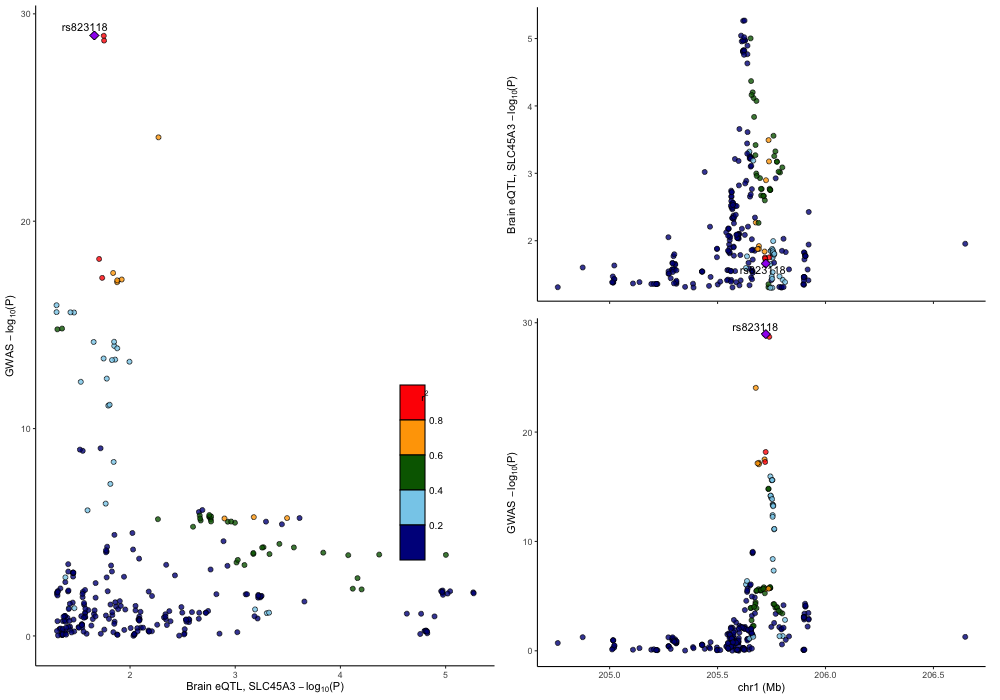 30
rs823118
20
10
0
GWAS −log10(P)
2
3
4
5
Brain eQTL, SLC45A3 −log10(P)
r²
0.8
0.6
0.4
0.2
5
4
3
2
Brain eQTL, SLC45A3 −log10(P)
rs823118
30
rs823118
20
10
0
GWAS −log10(P)
205.0
205.5
206.0
206.5
chr1 (Mb)